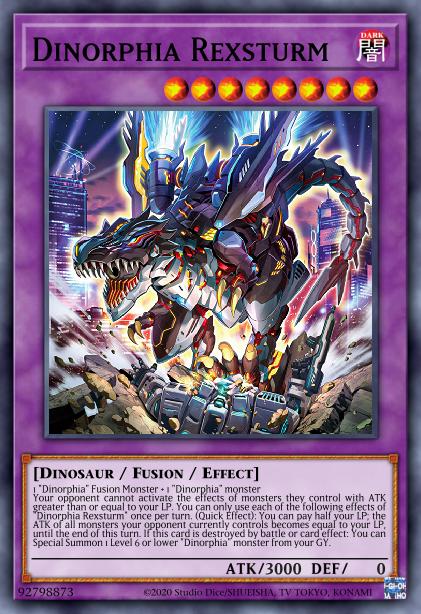 DINORPHIA REXSTURM
DARK
闇
[DINOSAUR / FUSION / EFFECT]
1 "Dinorphia" Fusion Monster + 1 "Dinorphia" monster
Your opponent cannot activate the effects of monsters they control with ATK
greater than or equal to your LP. You can only use each of the following effects
of "Dinorphia Rexsturm" once per turn. (Quick Effect): You can pay half your LP; the
ATK of all monsters your opponent currently controls becomes equal to your LP,
until the end of this turn. If this card is destroyed by battle or card effect: You can
Special Summon 1 Level 6 or lower "Dinorphia" monster from your GY.
ATK/3000 DEF/ 0
92798873 ©2020 Studio Dice/SHUEISHA, TV TOKYO, KONAMI